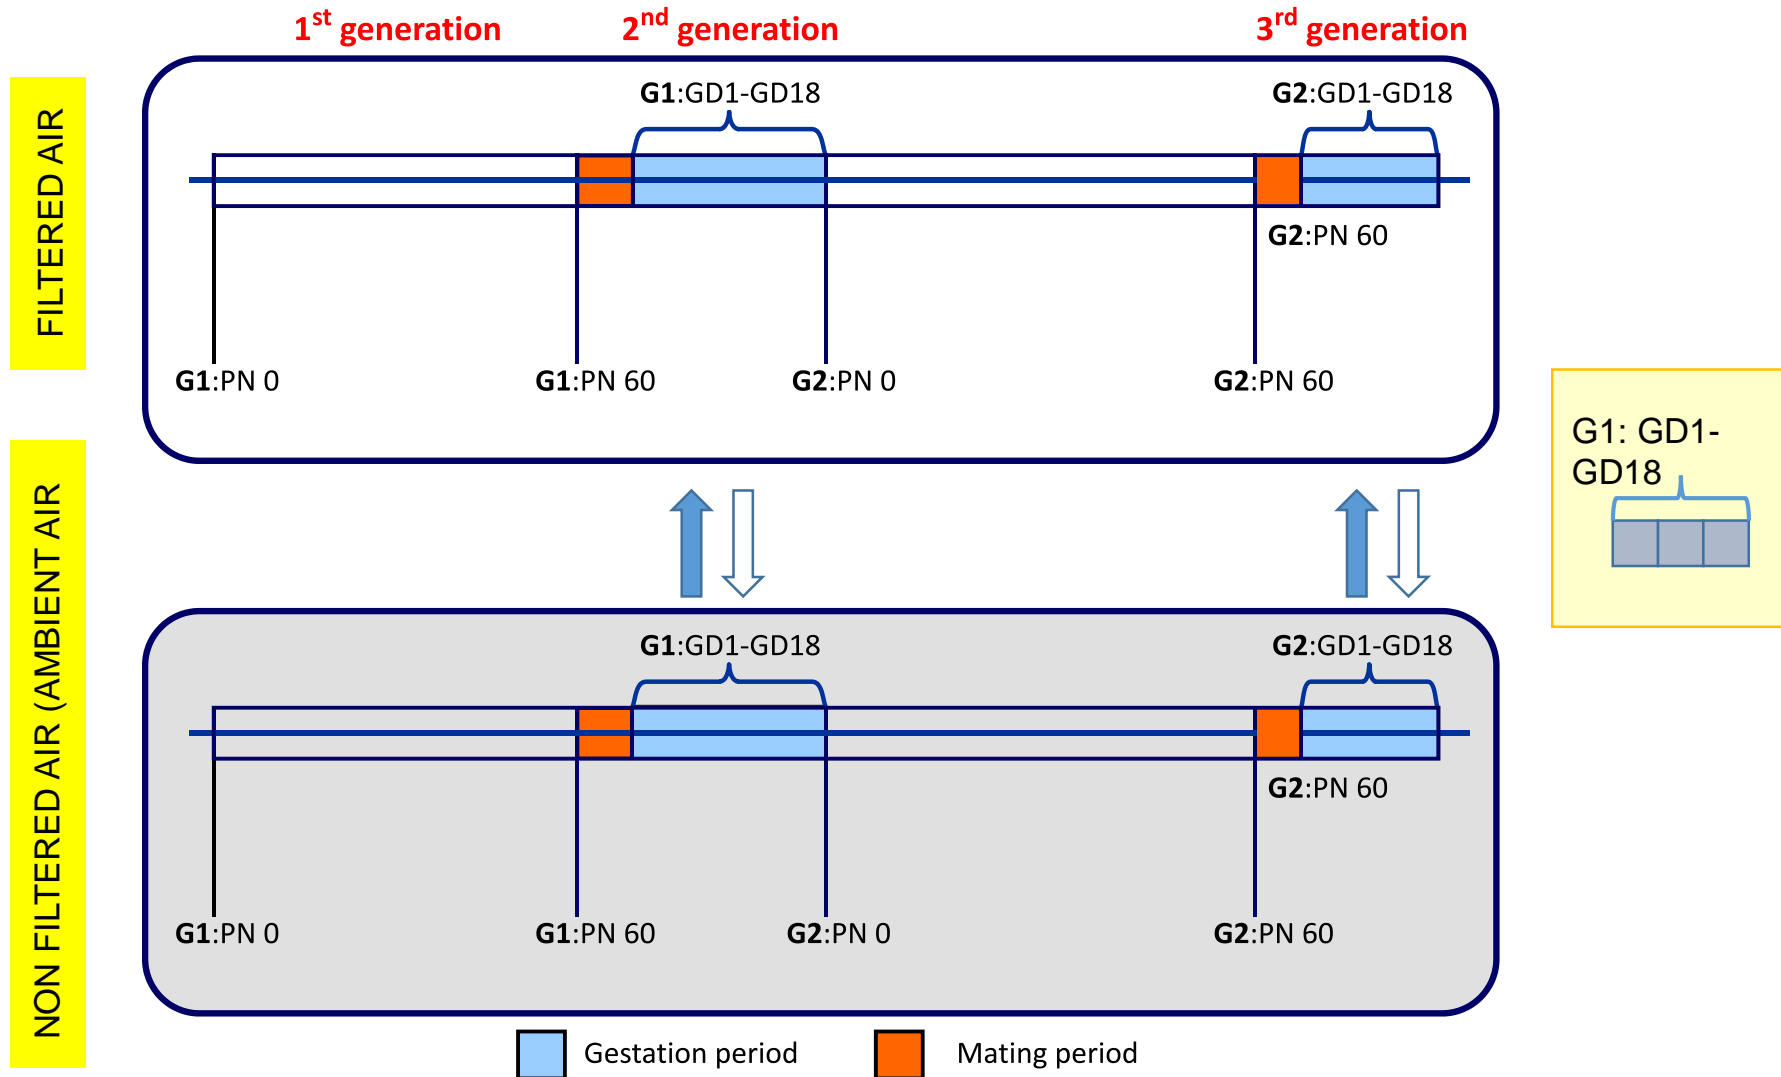 1st generation 2nd generation 3rd generation
FILTERED AIR
G1:GD1-GD18 G2:GD1-GD18
G2:PN 60
G1:PN 0 G1:PN 60 G2:PN 0 G2:PN 60
G1: GD1-
GD18
NON FILTERED AIR (AMBIENT AIR
G1:GD1-GD18 G2:GD1-GD18
G2:PN 60
G1:PN 0 G1:PN 60 G2:PN 0 G2:PN 60
Gestation period Mating period